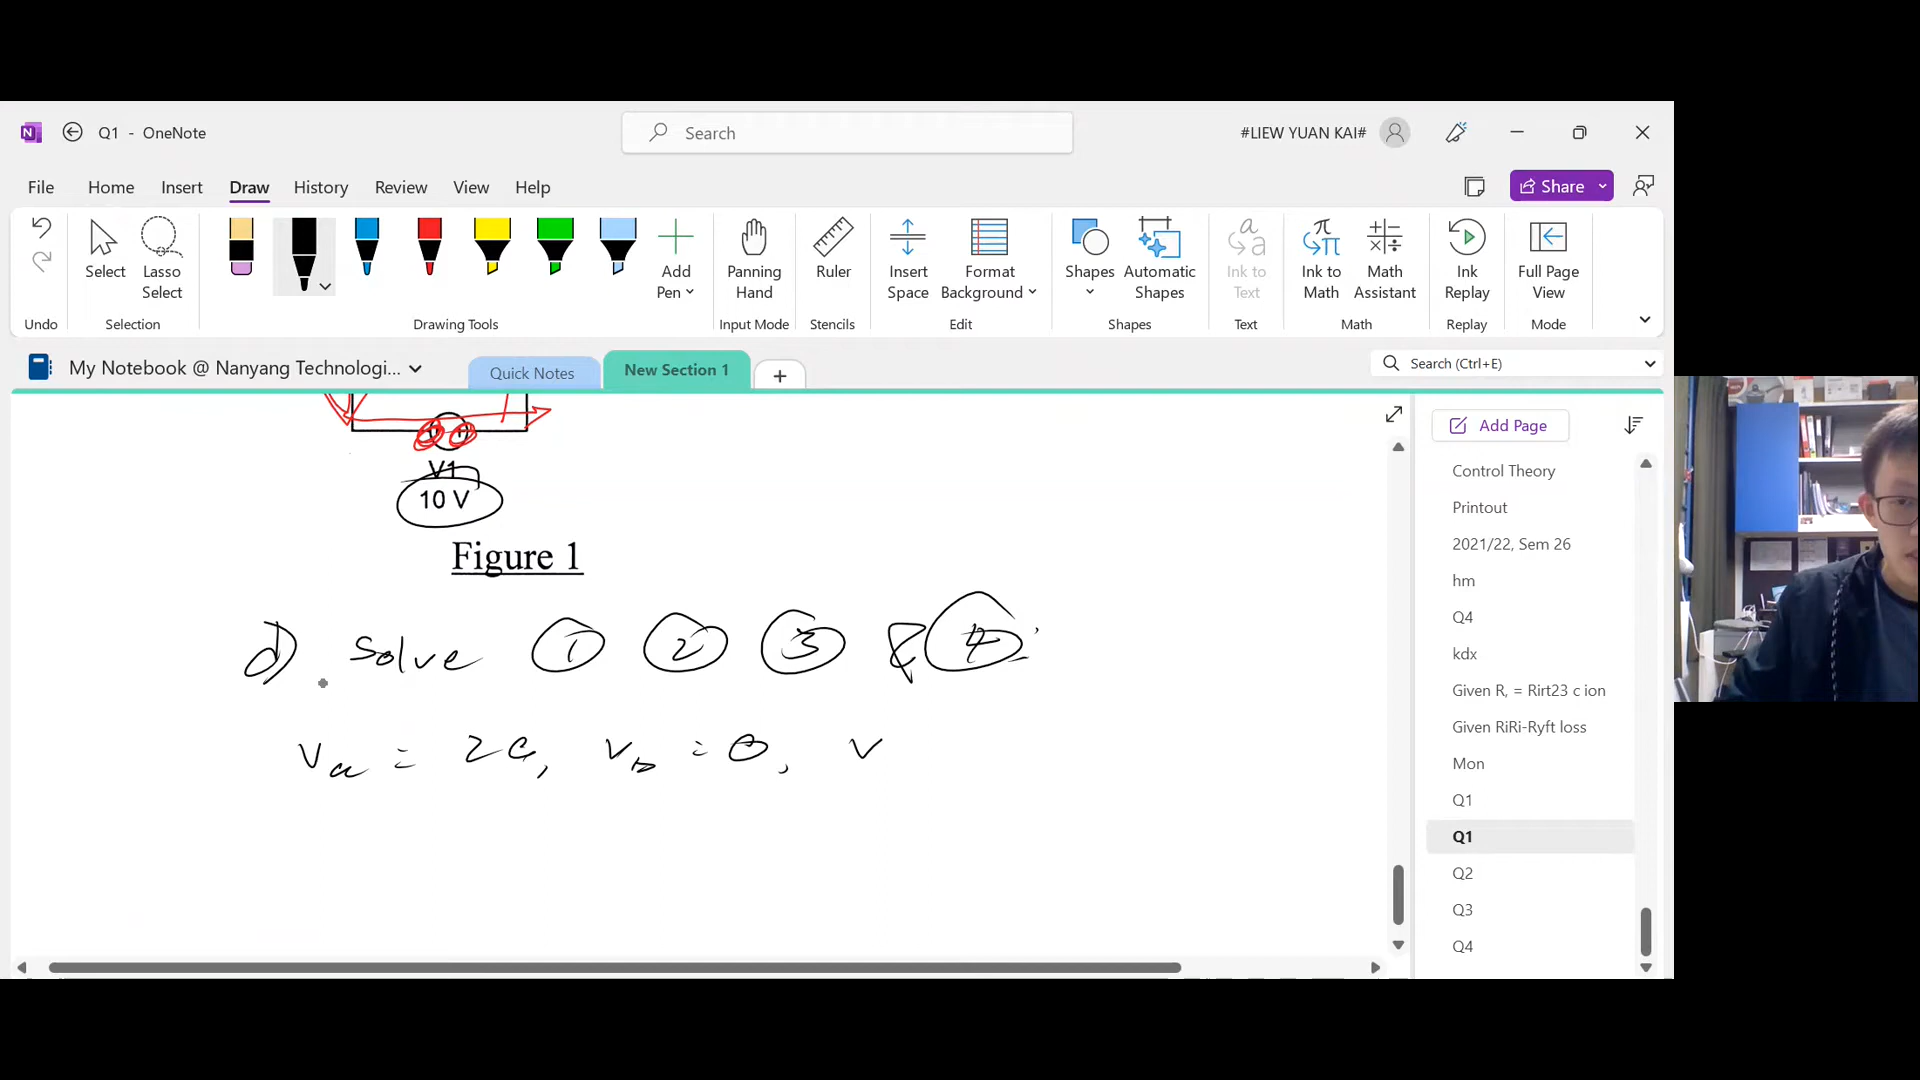 Q1 - OneNote
Search
#LIEW YUAN KAI#
File Home Insert Draw History Review View Help
Share
Select
Lasso Select
Add Pen
Panning Hand
Ruler
Insert Space
Format Background
Shapes
Automatic Shapes
Ink to Text
Ink to Math
Math Assistant
Ink Replay
Full Page View
Undo
Selection
Drawing Tools
Input Mode
Stencils
Edit
Shapes
Text
Math
Replay
Mode
My Notebook @ Nanyang Technologi...
Quick Notes
New Section 1
Search (Ctrl+E)
Add Page
Control Theory
Printout
2021/22, Sem 26
hm
Q4
kdx
Given R, = Rirt23 c ion
Given RiRi-Ryft loss
Mon
Q1
Q1
Q2
Q3
Q4
V1
10 V
Figure 1
d) Solve 1 2 3 & 4
Va = 20, Vb = 0, V